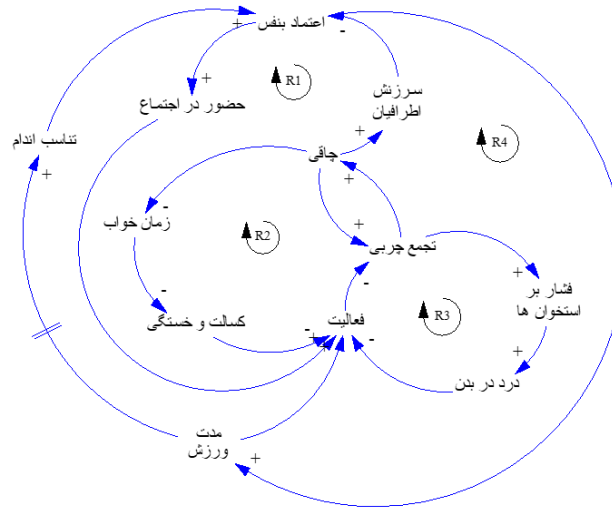 اعتماد بنفس
+
-
+
R1
سرزنش
اطرافیان
حضور در اجتماع
تناسب اندام
+
+
R4
چاقی
+
-
زمان خواب
+
R2
تجمع چربی
-
-
+
فشار بر
استخوان ها
کسالت و خستگی
-
+
+
فعالیت
-
R3
+
درد در بدن
مدت
ورزش
+